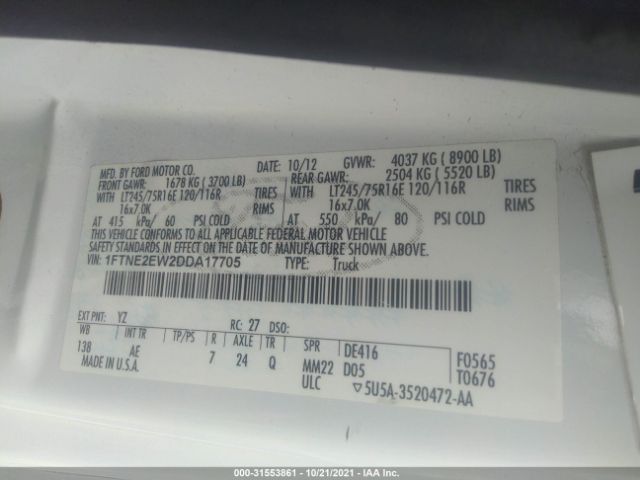 MFD. BY FORD MOTOR CO.
DATE: 10/12 GVWR: 4037 KG ( 8900 LB)
FRONT GAWR: 1678 KG ( 3700 LB) REAR GAWR: 2504 KG ( 5520 LB)
WITH LT245/75R16E 120/116R TIRES WITH LT245/75R16E 120/116R TIRES
16x7.0K RIMS 16x7.0K RIMS
AT 415 kPa/ 60 PSI COLD AT 550 kPa/ 80 PSI COLD
THIS VEHICLE CONFORMS TO ALL APPLICABLE FEDERAL MOTOR VEHICLE
SAFETY STANDARDS IN EFFECT ON THE DATE OF MANUFACTURE SHOWN ABOVE.
VIN: 1FTNE2EW2DDA17705 TYPE: Truck
EXT PNT: YZ RC: 27 DSO:
WB INT TR TP/PS R AXLE TR SPR DE416 F0565
138 AE 7 24 Q MM22 D05 T0676
MADE IN U.S.A. ULC ▽5U5A-3520472-AA
000-31553861 - 10/21/2021 - IAA Inc.